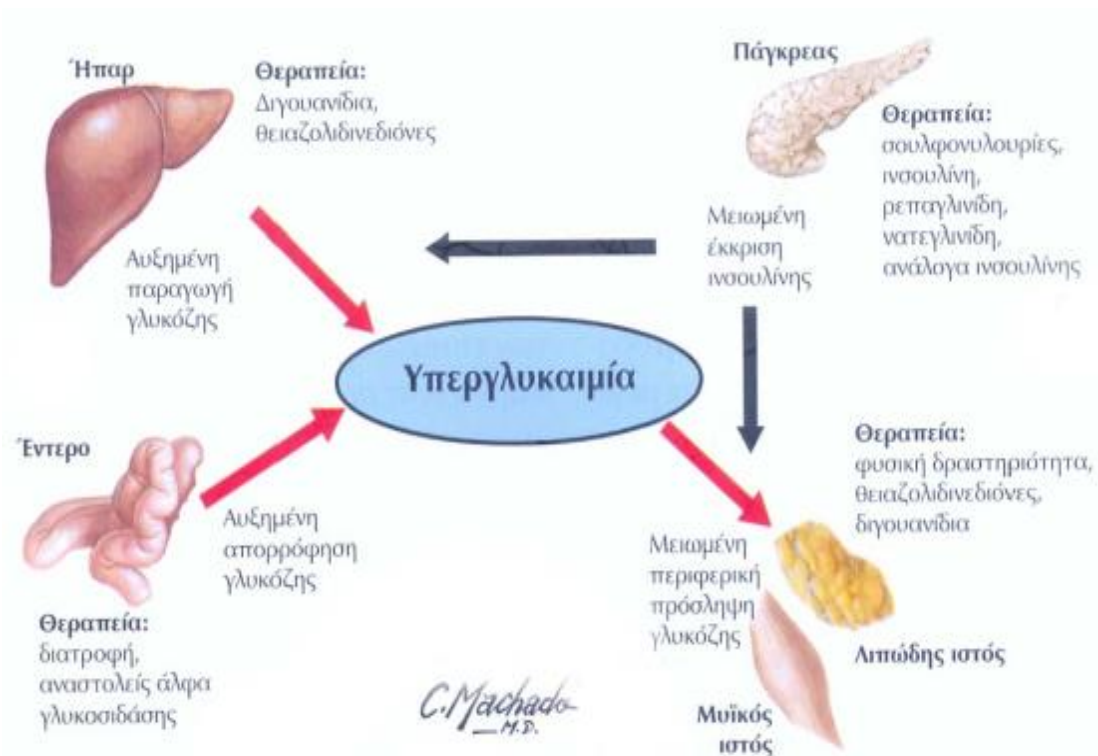 Ήπαρ
Θεραπεία:
Διγουανίδια,
θειαζολιδινεδιόνες
Αυξημένη
παραγωγή
γλυκόζης
Πάγκρεας
Θεραπεία:
σουλφονυλουρίες,
ινσουλίνη,
ρεπαγλινίδη,
νατεγλινίδη,
ανάλογα ινσουλίνης
Μειωμένη
έκκριση
ινσουλίνης
Υπεργλυκαιμία
Έντερο
Αυξημένη
απορρόφηση
γλυκόζης
Θεραπεία:
διατροφή,
αναστολείς άλφα
γλυκοσιδάσης
Θεραπεία:
φυσική δραστηριότητα,
θειαζολιδινεδιόνες,
διγουανίδια
Μειωμένη
περιφερική
πρόσληψη
γλυκόζης
Λιπώδης ιστός
Μυϊκός
ιστός
C. Machado
M.D.